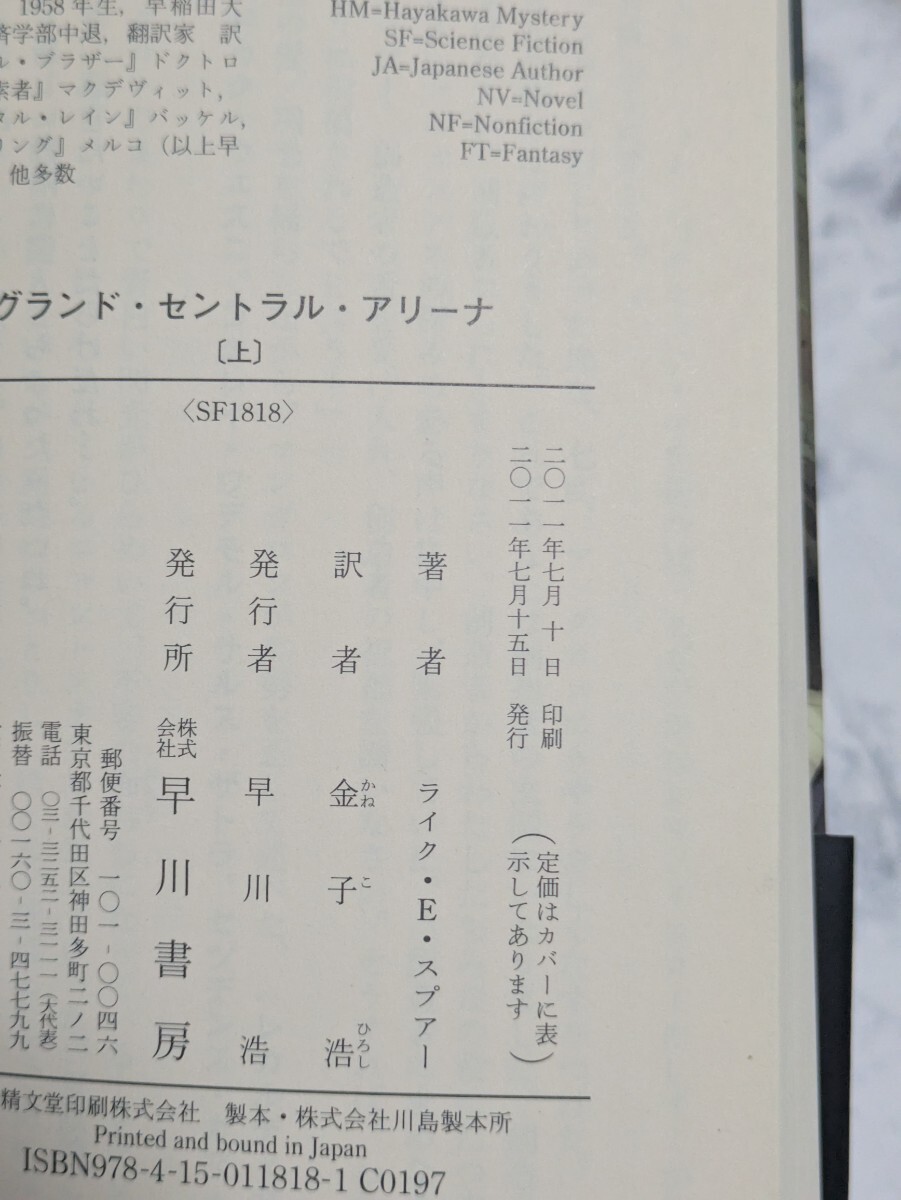 1958年生，早稲田大
済学部中退，翻訳家 訳
ル・ブラザー』ドクトロ
索者』マクデヴィット，
タル・レイン』バッケル，
リング』メルコ（以上早
他多数
HM=Hayakawa Mystery
SF=Science Fiction
JA=Japanese Author
NV=Novel
NF=Nonfiction
FT=Fantasy
グランド・セントラル・アリーナ
〔上〕
〈SF1818〉
二〇一一年七月 十 日 印刷
二〇一一年七月十五日 発行
（定価はカバーに表
示してあります）
著者 ライク・E・スプアー
訳者 金子 浩
かね こ ひろし
発行者 早川 浩
発行所 株式会社 早川書房
郵便番号 一〇一-〇〇四六
東京都千代田区神田多町二ノ二
電話 〇三-三二五二-三一一一（大代表）
振替 〇〇一六〇-三-四七七九九
精文堂印刷株式会社 製本・株式会社川島製本所
Printed and bound in Japan
ISBN978-4-15-011818-1 C0197